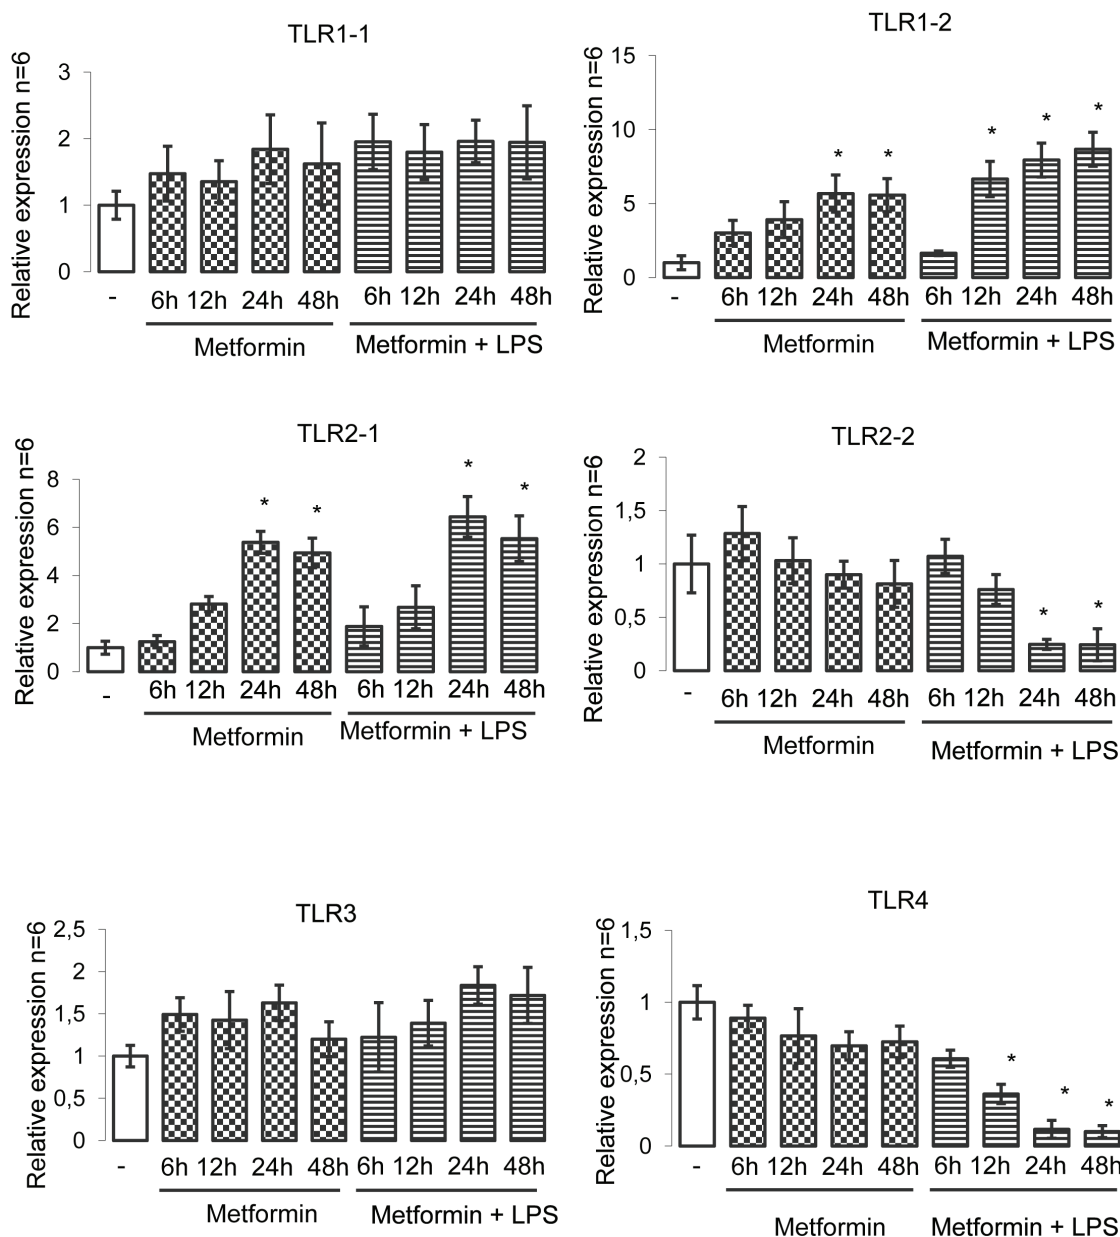 TLR1-1
Relative expression n=6
3
2
1
0
- 6h 12h 24h 48h 6h 12h 24h 48h
Metformin Metformin + LPS
* * * * *
TLR1-2
Relative expression n=6
15
10
5
0
- 6h 12h 24h 48h 6h 12h 24h 48h
Metformin Metformin + LPS
TLR2-1
Relative expression n=6
8
6
4
2
0
* * * *
- 6h 12h 24h 48h 6h 12h 24h 48h
Metformin Metformin + LPS
TLR2-2
Relative expression n=6
2
1,5
1
0,5
0
* *
- 6h 12h 24h 48h 6h 12h 24h 48h
Metformin Metformin + LPS
TLR3
Relative expression n=6
2,5
2
1,5
1
0,5
0
- 6h 12h 24h 48h 6h 12h 24h 48h
Metformin Metformin + LPS
TLR4
Relative expression n=6
1,5
1
0,5
0
* * *
- 6h 12h 24h 48h 6h 12h 24h 48h
Metformin Metformin + LPS